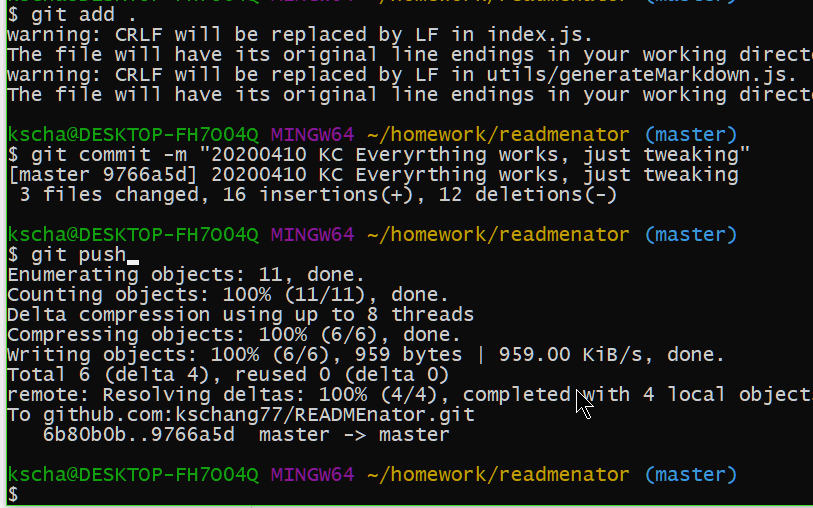 $ git add .
warning: CRLF will be replaced by LF in index.js.
The file will have its original line endings in your working
warning: CRLF will be replaced by LF in utils/generateMarkdown.js.
The file will have its original line endings in your working
kscha@DESKTOP-FH7OO4Q MINGW64 ~/homework/readmenator (master)
$ git commit -m "20200410 KC Everyrthing works, just tweaking"
[master 9766a5d] 20200410 KC Everyrthing works, just tweaking
3 files changed, 16 insertions(+), 12 deletions(-)
kscha@DESKTOP-FH7OO4Q MINGW64 ~/homework/readmenator (master)
$ git push
Enumerating objects: 11, done.
Counting objects: 100% (11/11), done.
Delta compression using up to 8 threads
Compressing objects: 100% (6/6), done.
Writing objects: 100% (6/6), 959 bytes | 959.00 KiB/s, done.
Total 6 (delta 4), reused 0 (delta 0)
remote: Resolving deltas: 100% (4/4), completed with 4 local object
To github.com:kschang77/READMEnator.git
6b80b0b..9766a5d master -> master
kscha@DESKTOP-FH7OO4Q MINGW64 ~/homework/readmenator (master)
$